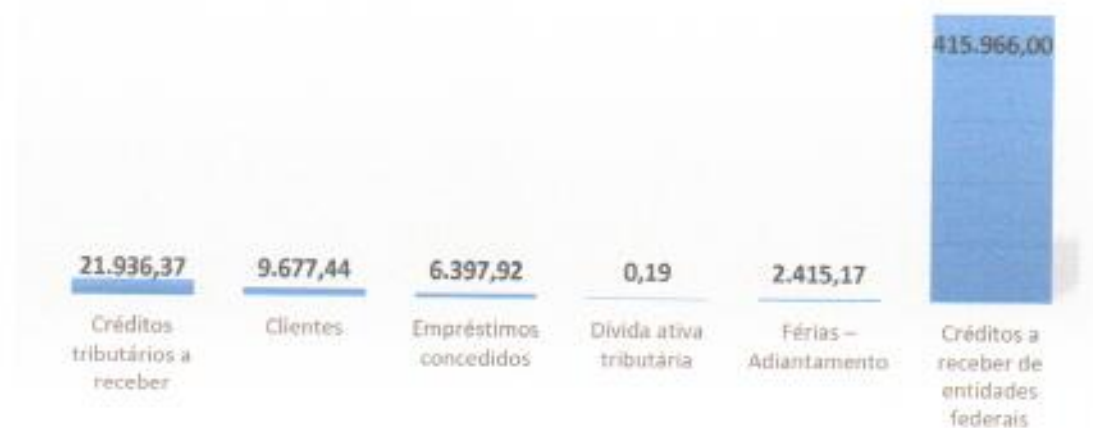 415.966,00
21.936,37
9.677,44
6.397,92
0,19
2.415,17
Créditos
tributários a
receber
Clientes
Empréstimos
concedidos
Dívida ativa
tributária
Férias –
Adiantamento
Créditos a
receber de
entidades
federais